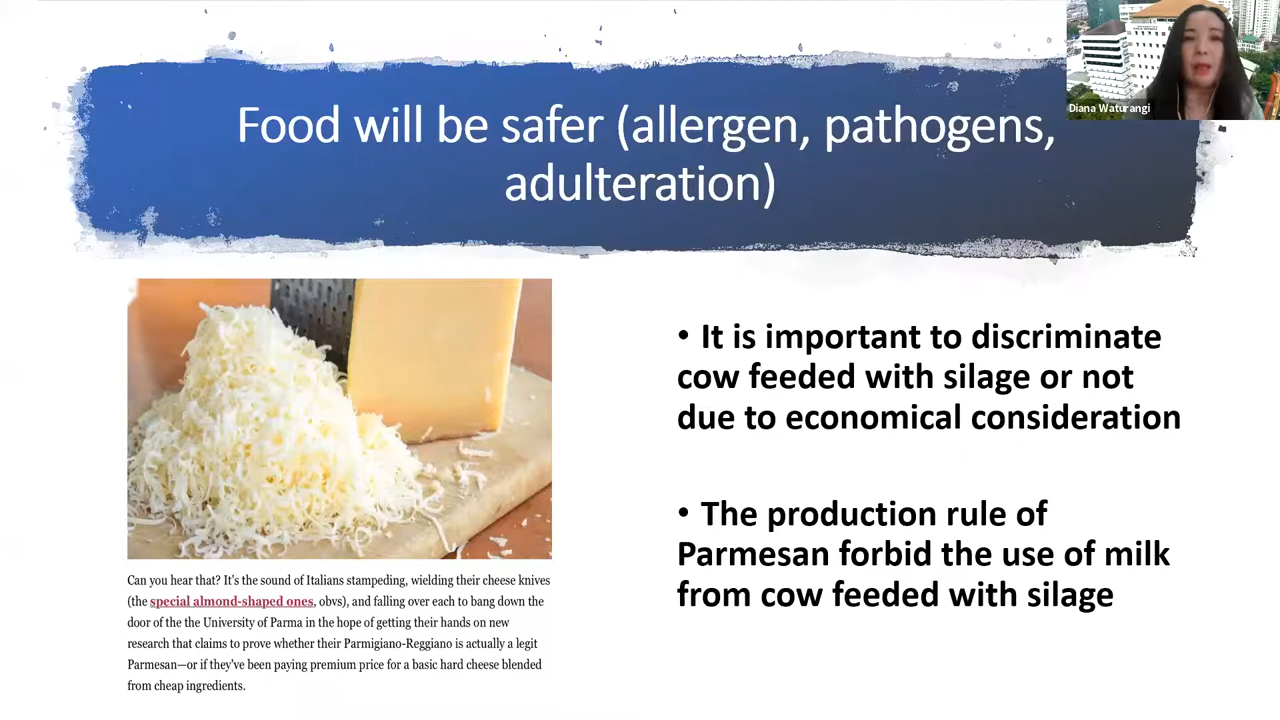 Food will be safer (allergen, pathogens,
adulteration)
Diana Waturangi
• It is important to discriminate
cow feeded with silage or not
due to economical consideration
• The production rule of
Parmesan forbid the use of milk
from cow feeded with silage
Can you hear that? It's the sound of Italians stampeding, wielding their cheese knives
(the special almond-shaped ones, obvs), and falling over each to bang down the
door of the the University of Parma in the hope of getting their hands on new
research that claims to prove whether their Parmigiano-Reggiano is actually a legit
Parmesan—or if they've been paying premium price for a basic hard cheese blended
from cheap ingredients.